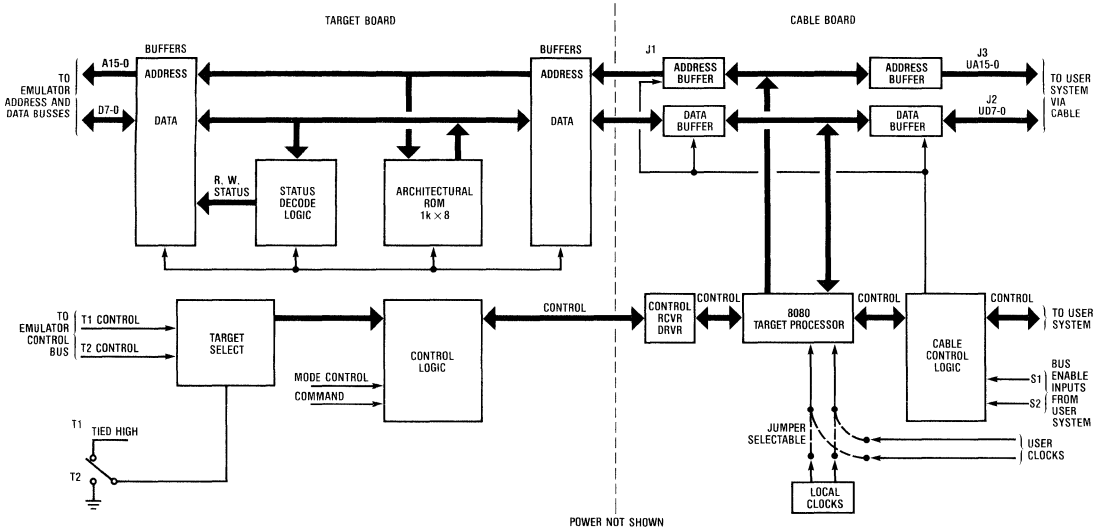 TARGET BOARD
CABLE BOARD
BUFFERS
BUFFERS
J1
J3
A15-0
ADDRESS
ADDRESS
ADDRESS
BUFFER
ADDRESS
BUFFER
UA15-0
TO
EMULATOR
ADDRESS AND
DATA BUSSES
TO USER
SYSTEM
VIA
CABLE
D7-0
DATA
DATA
DATA
BUFFER
DATA
BUFFER
J2
UD7-0
R, W,
STATUS
STATUS
DECODE
LOGIC
ARCHITECTURAL
ROM
1k × 8
TO
EMULATOR
CONTROL
BUS
T1 CONTROL
T2 CONTROL
TARGET
SELECT
CONTROL
LOGIC
CONTROL
CONTROL
RCVR
DRVR
CONTROL
8080
TARGET PROCESSOR
CONTROL
CABLE
CONTROL
LOGIC
CONTROL
TO USER
SYSTEM
MODE CONTROL
COMMAND
S1
S2
BUS
ENABLE
INPUTS
FROM USER
SYSTEM
T1
TIED HIGH
T2
JUMPER
SELECTABLE
USER
CLOCKS
LOCAL
CLOCKS
POWER NOT SHOWN